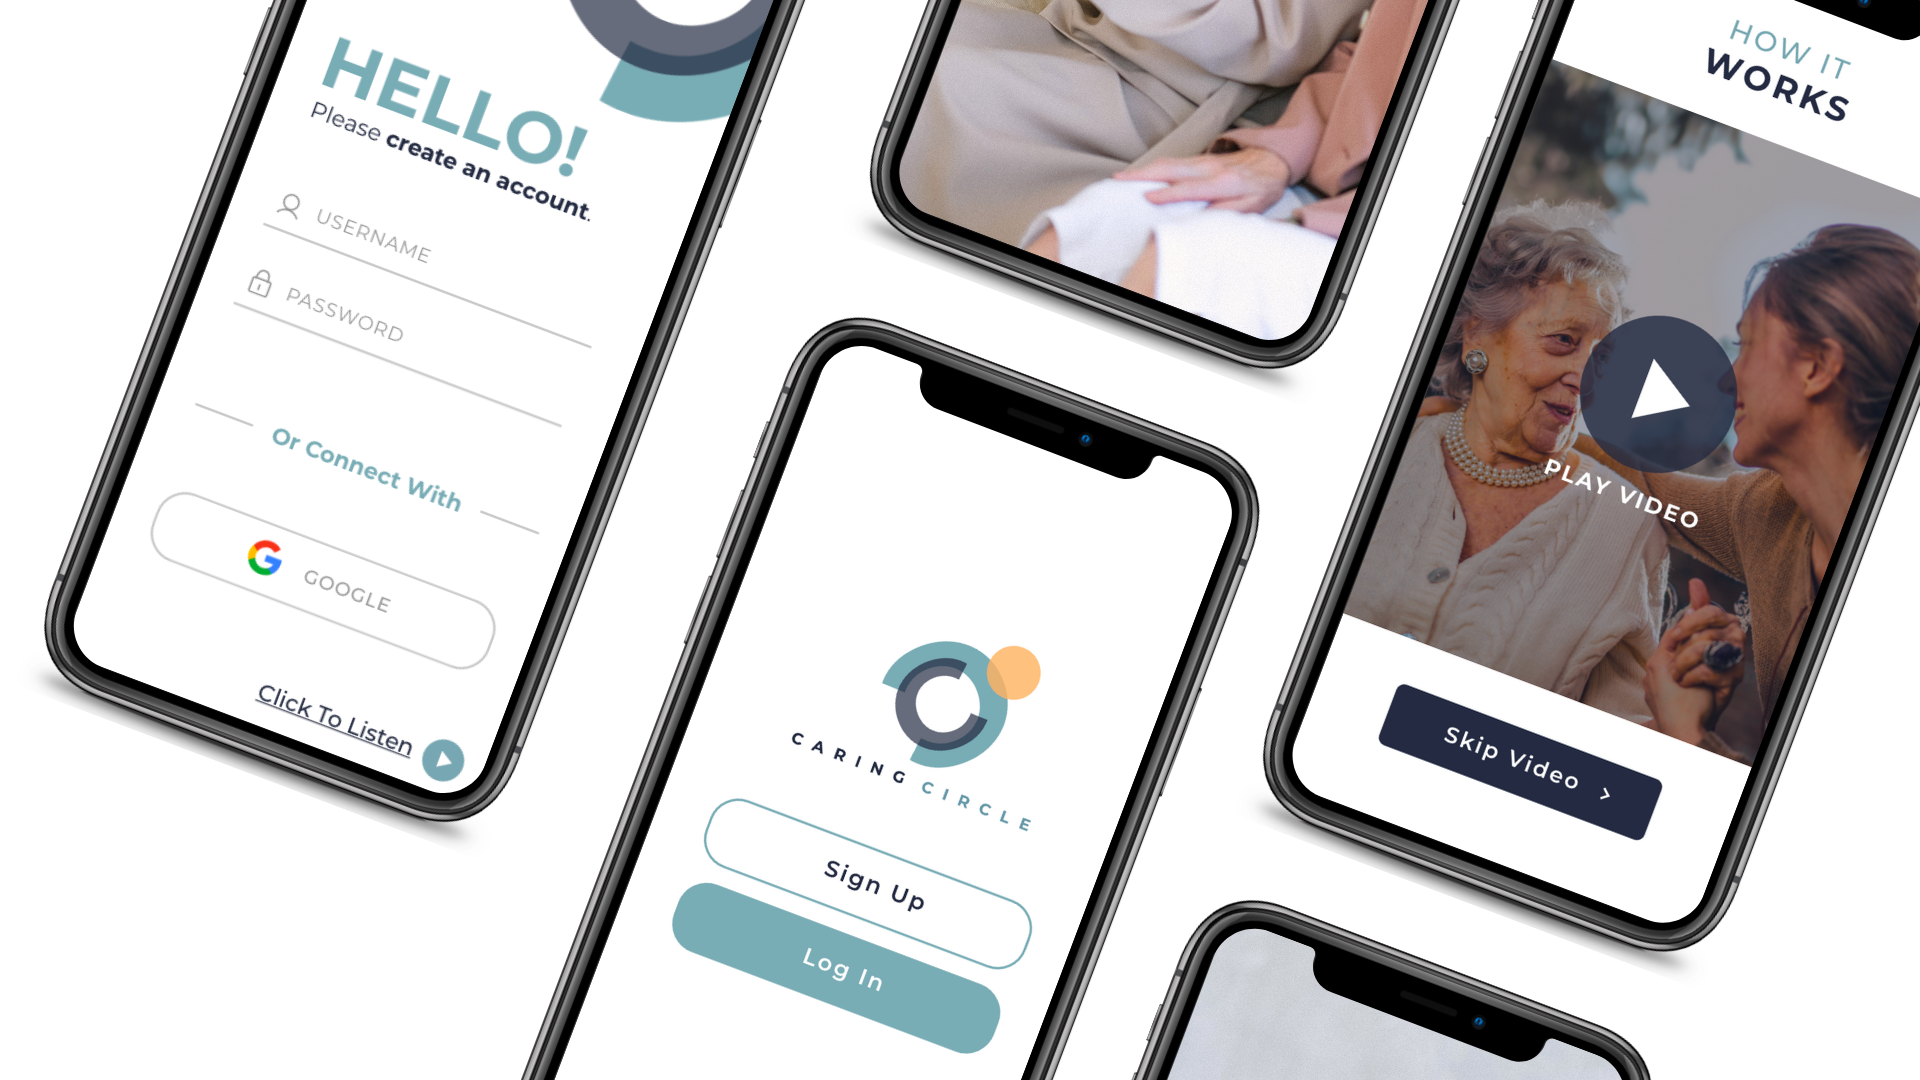 HELLO!
Please create an account.
USERNAME
PASSWORD
Or Connect With
GOOGLE
Click To Listen
CARING CIRCLE
Sign Up
Log In
HOW IT
WORKS
PLAY VIDEO
Skip Video >